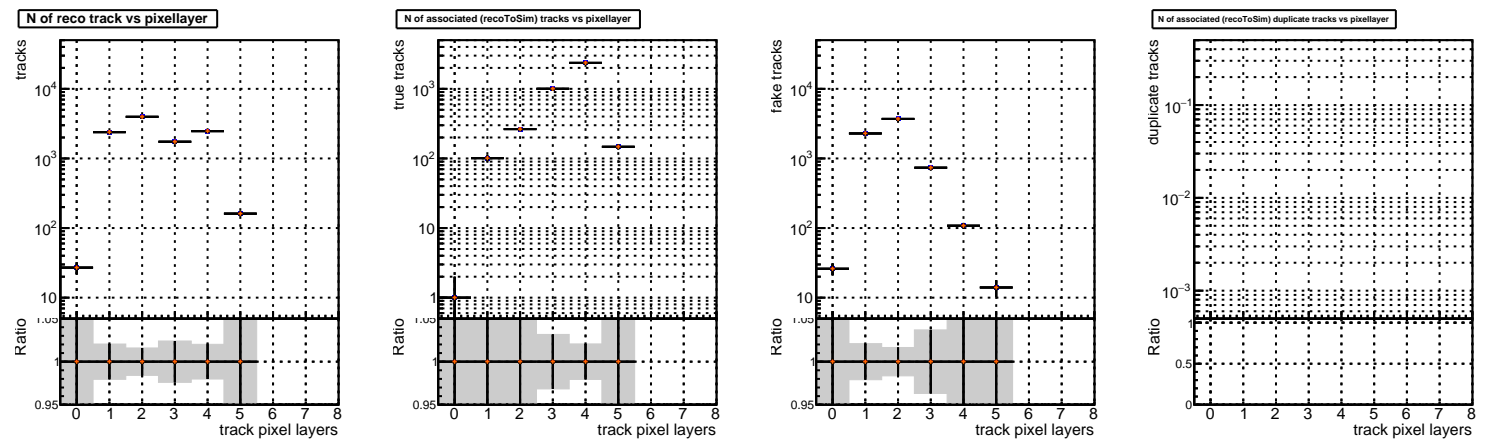 N of reco track vs pixellayer
tracks
10^4
10^3
10^2
10
Ratio
1.05
1
0.95
0 1 2 3 4 5 6 7 8
track pixel layers
N of associated (recoToSim) tracks vs pixellayer
true tracks
10^3
10^2
10
1
Ratio
1.05
1
0.95
0 1 2 3 4 5 6 7 8
track pixel layers
fake tracks
10^4
10^3
10^2
10
Ratio
1.05
1
0.95
0 1 2 3 4 5 6 7 8
track pixel layers
N of associated (recoToSim) duplicate tracks vs pixellayer
duplicate tracks
10^−1
10^−2
10^−3
Ratio
1
0.5
0
0 1 2 3 4 5 6 7 8
track pixel layers